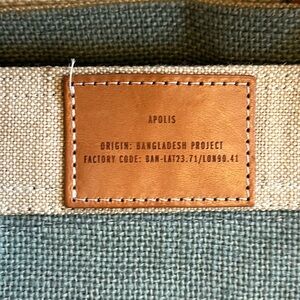 APOLIS
ORIGIN: BANGLADESH PROJECT
FACTORY CODE: BAN-LAT23.71/LON90.41